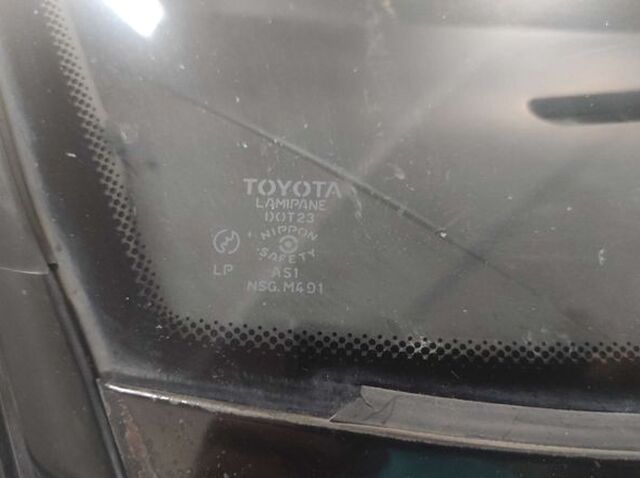 TOYOTA
LAMIPANE
DOT23
NIPPON
SAFETY
LP AS1
NSG.M491